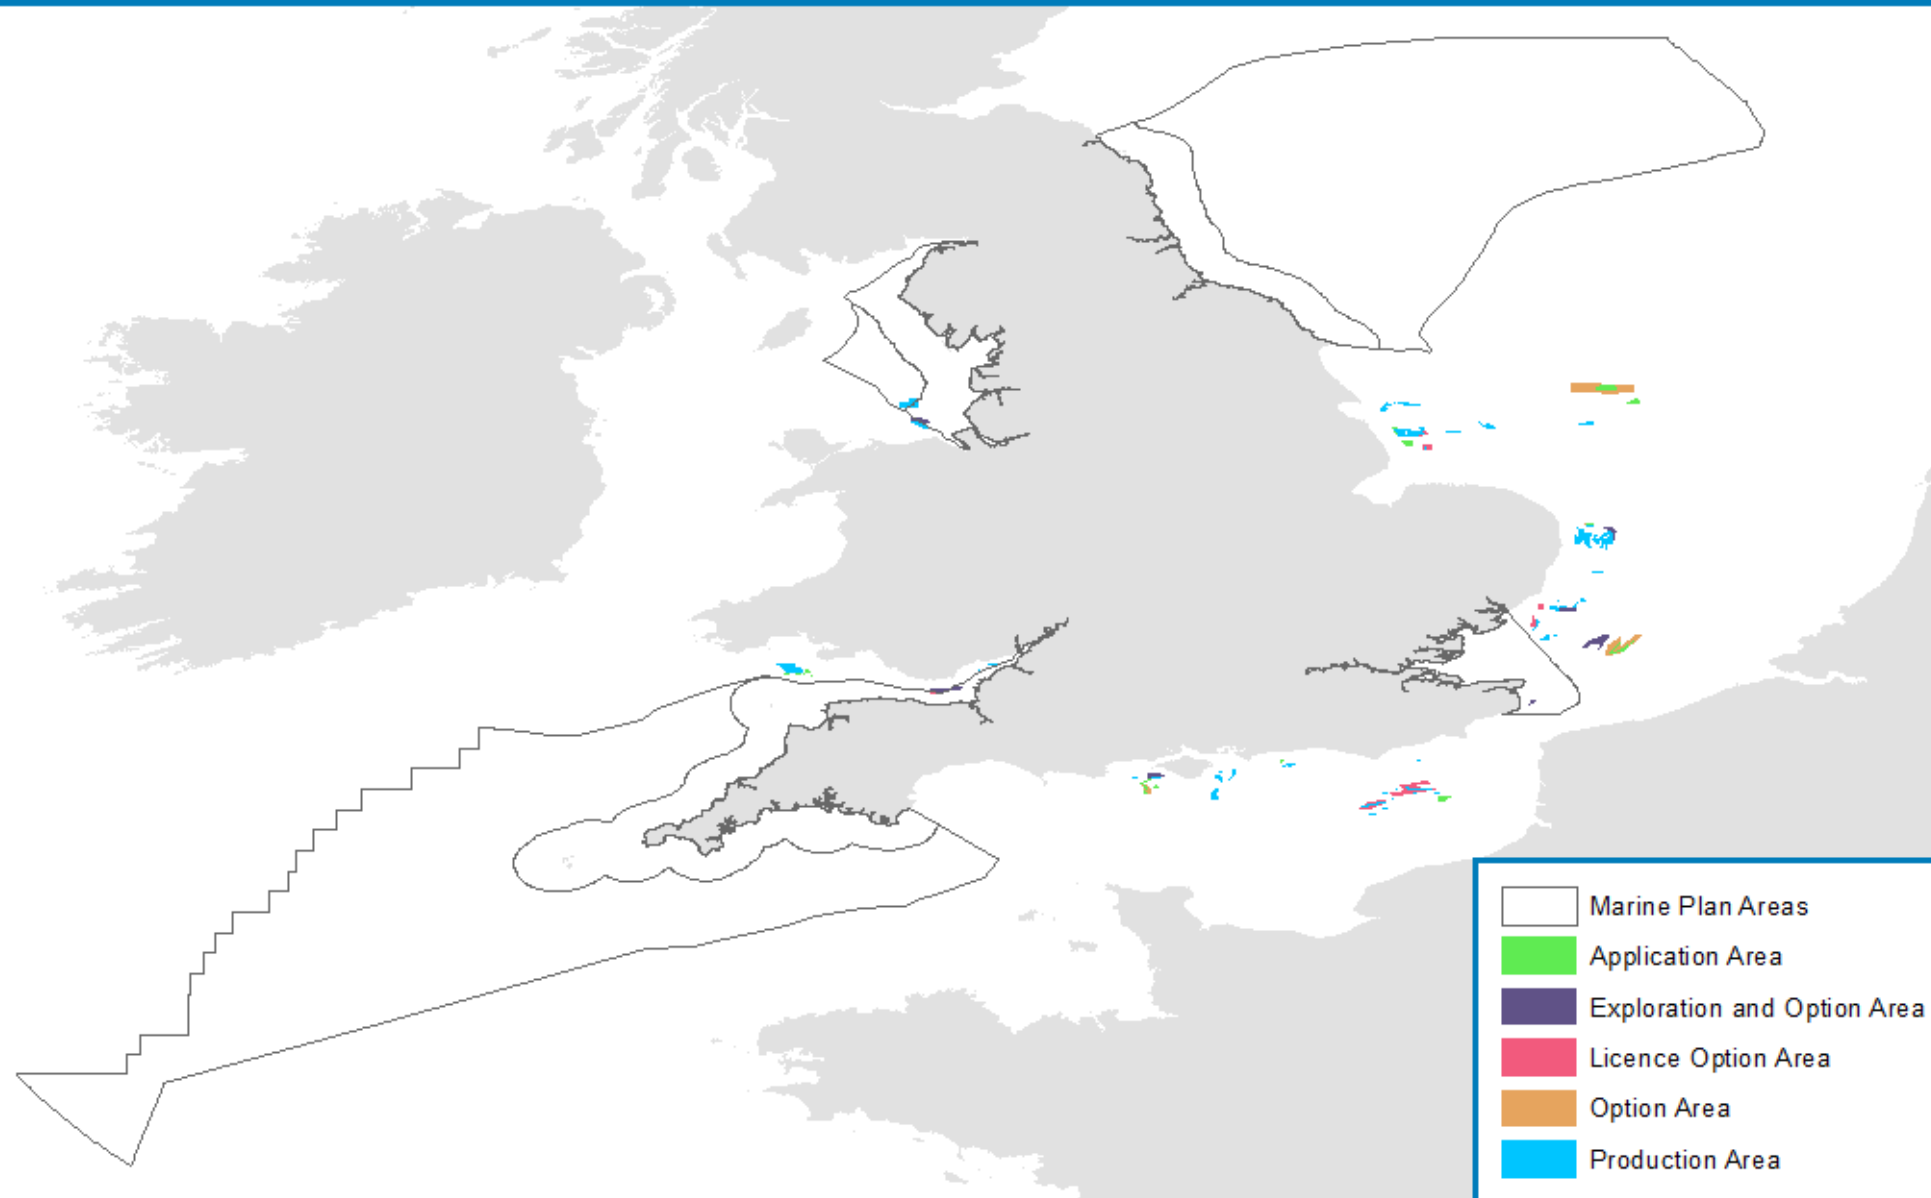 Marine Plan Areas
Application Area
Exploration and Option Area
Licence Option Area
Option Area
Production Area